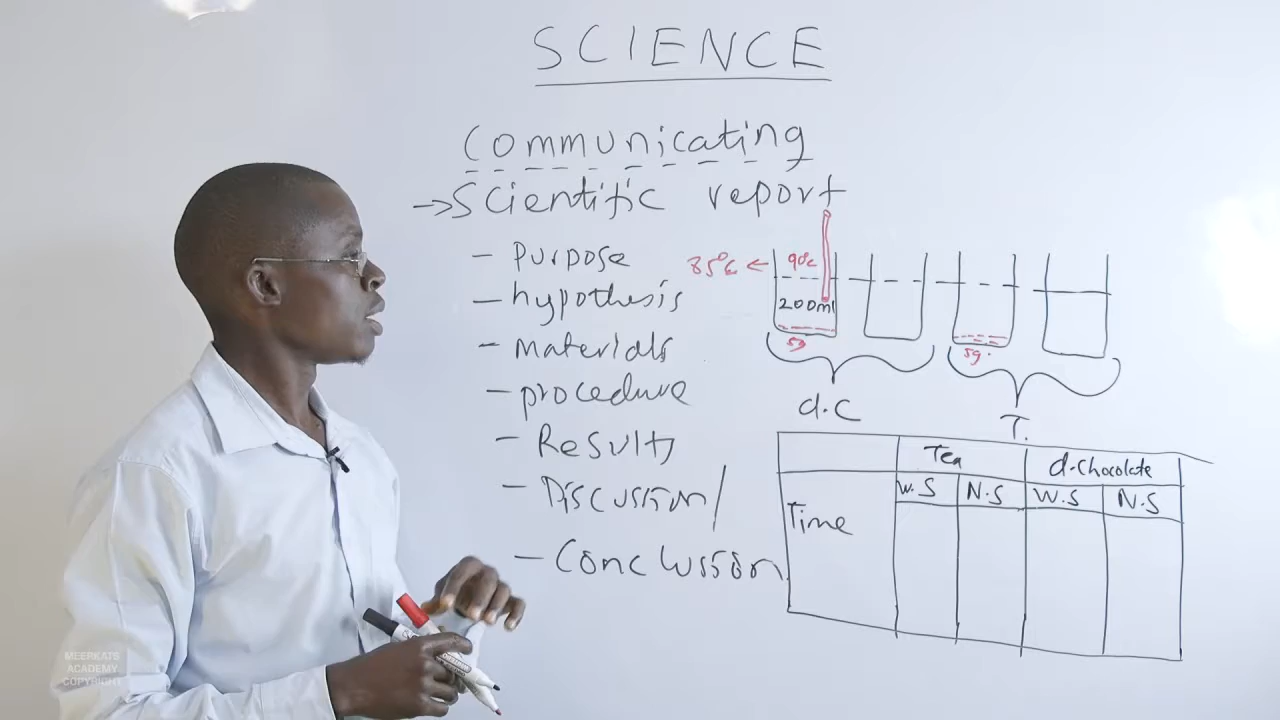 SCIENCE
Communicating
→ Scientific report
- Purpose
- hypothesis
- materials
- procedure
- Results
- Discussion/
- Conclussion
85°c ← 90c
200ml
5g
5g.
d.C
T.
Tea d.Chocolate
W.S N.S W.S N.S
Time
MEERKATS
ACADEMY
COPYRIGHT